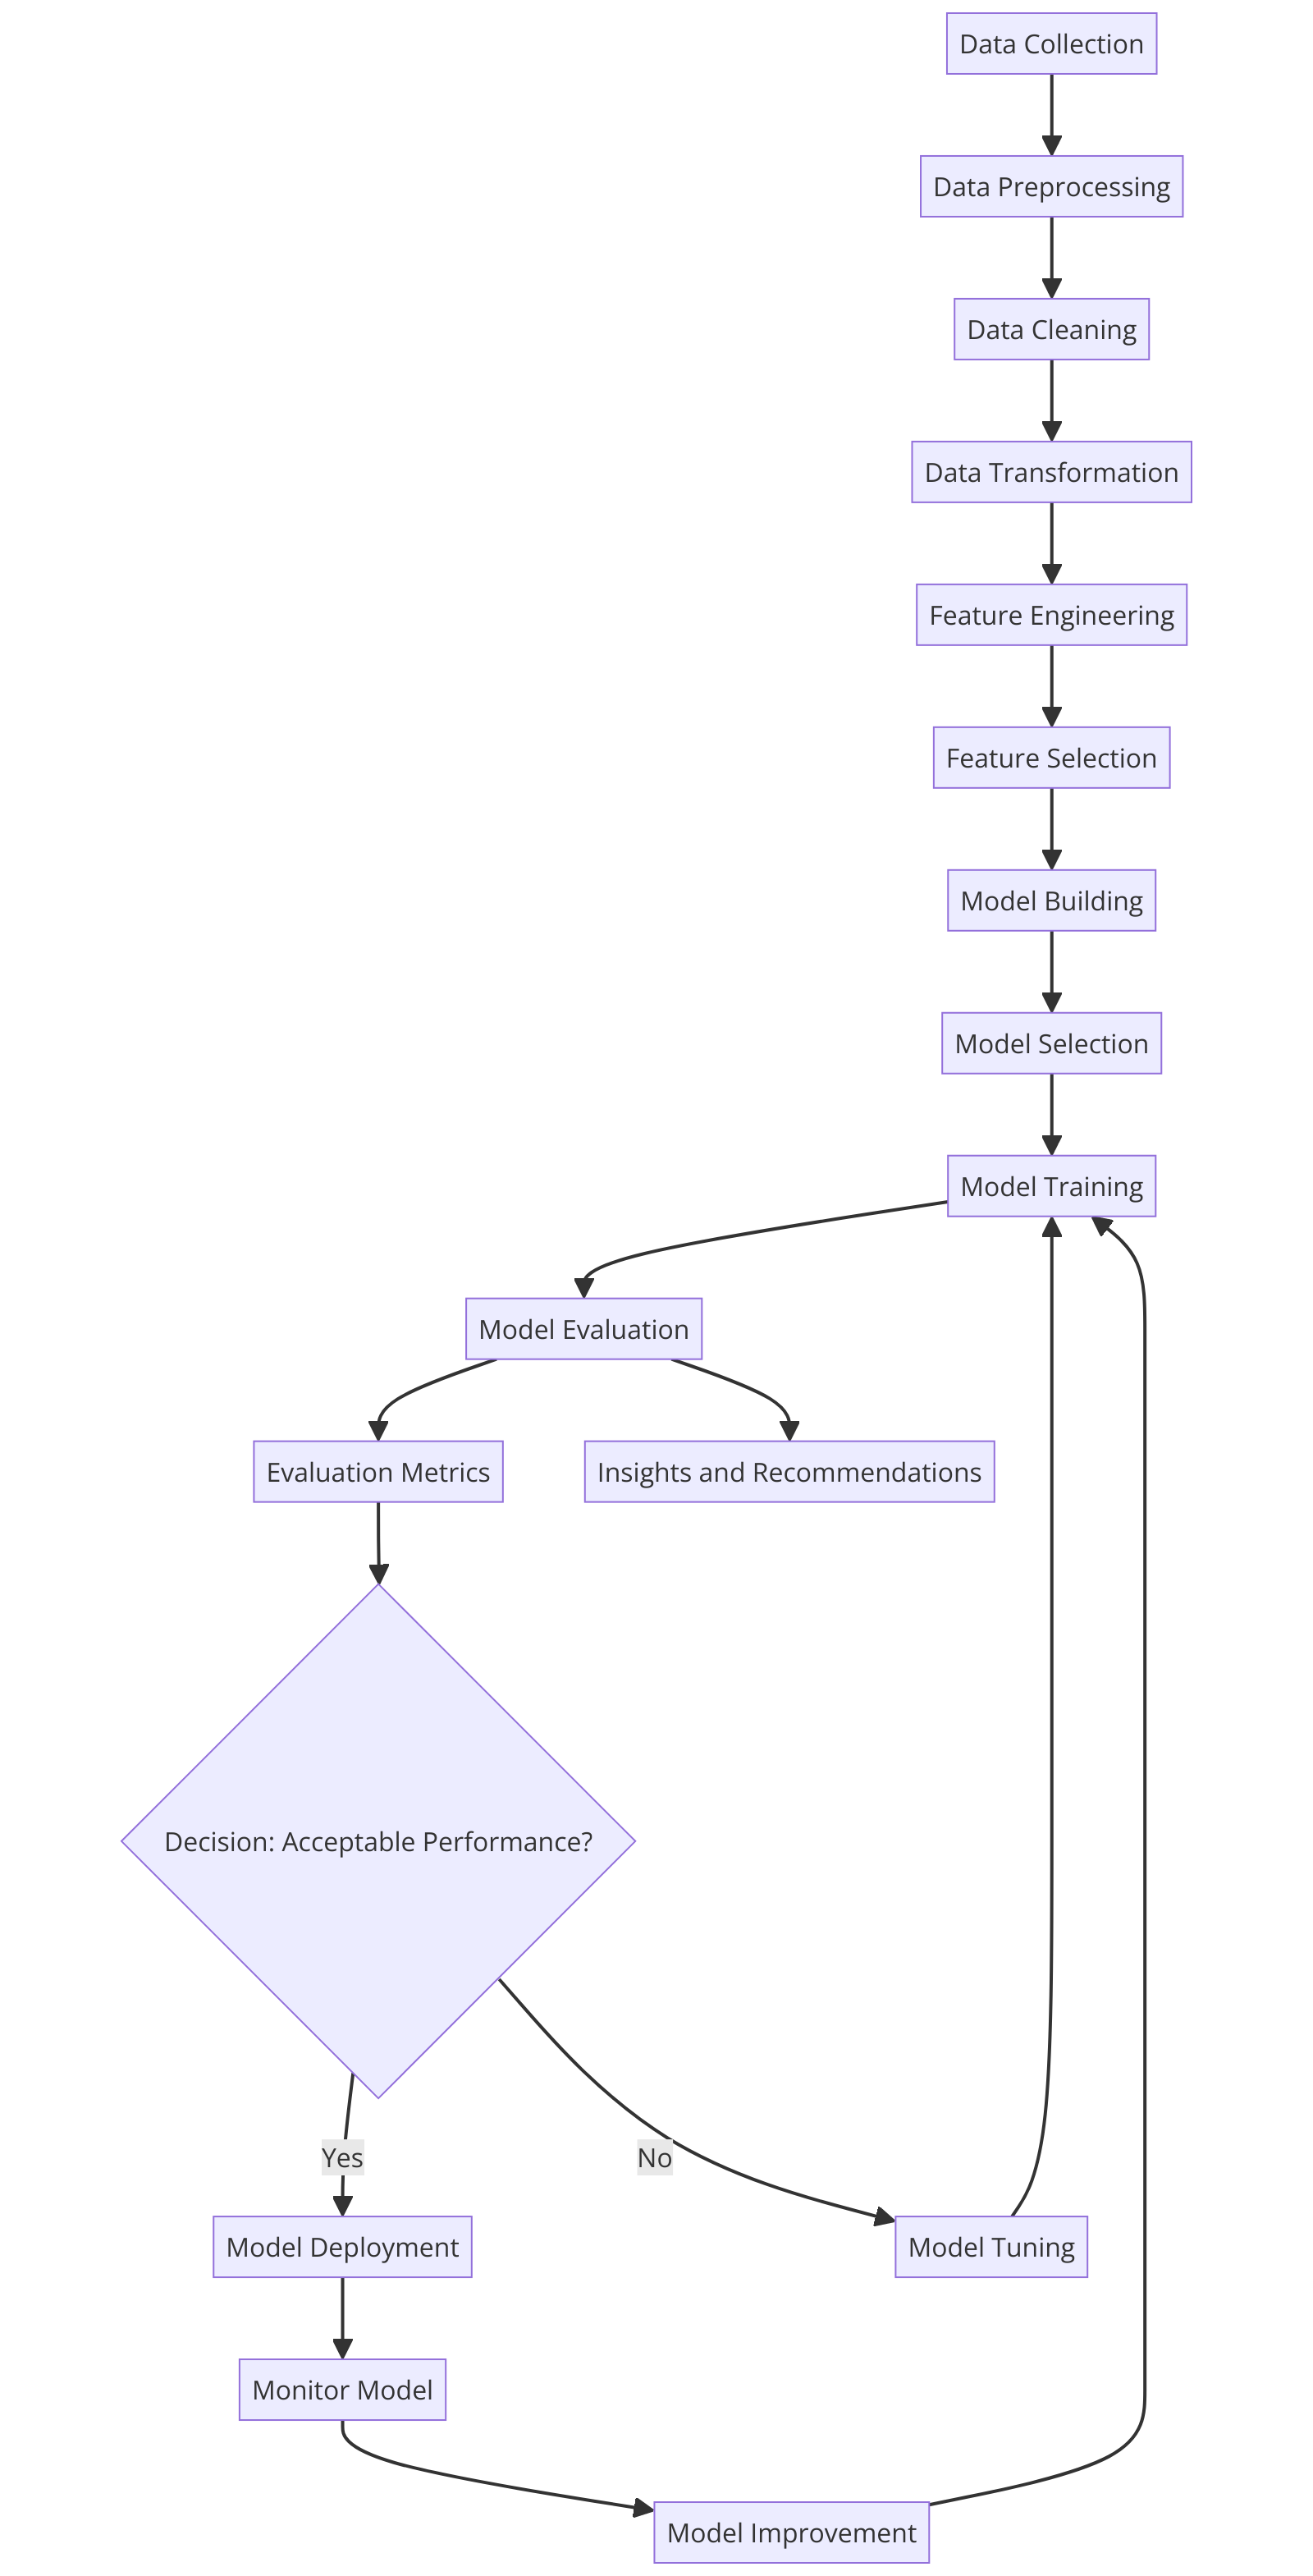 Data Collection
Data Preprocessing
Data Cleaning
Data Transformation
Feature Engineering
Feature Selection
Model Building
Model Selection
Model Training
Model Evaluation
Evaluation Metrics
Insights and Recommendations
Decision: Acceptable Performance?
Yes
No
Model Deployment
Model Tuning
Monitor Model
Model Improvement